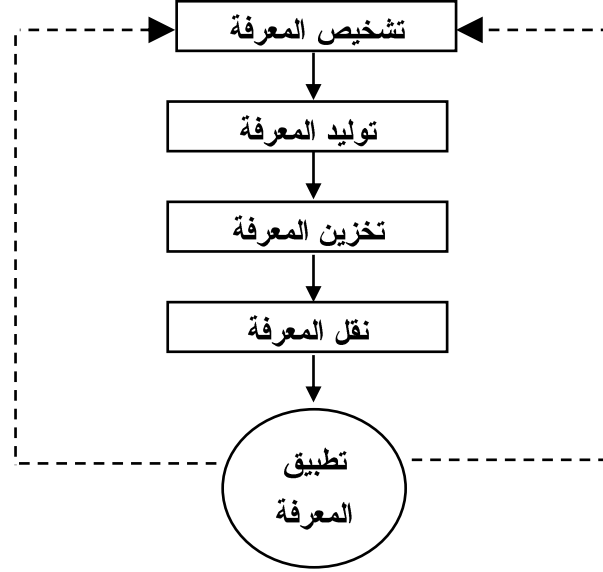 تشخيص المعرفة
توليد المعرفة
تخزين المعرفة
نقل المعرفة
تطبيق
المعرفة